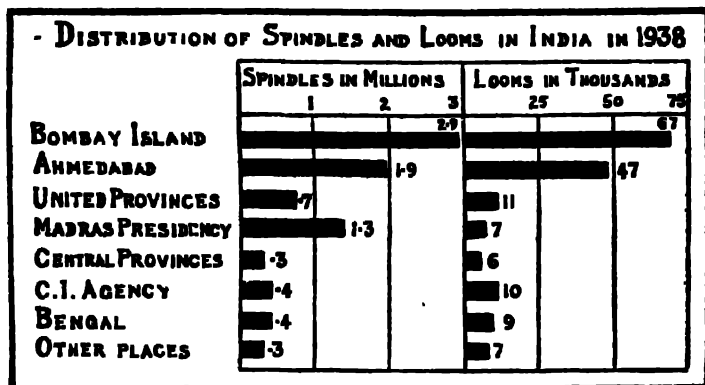 - DISTRIBUTION OF SPINDLES AND LOOMS IN INDIA IN 1938
SPINDLES IN MILLIONS LOOMS IN THOUSANDS
1 2 3 25 50 75
BOMBAY ISLAND 2·9 67
AHMEDABAD 1·9 47
UNITED PROVINCES ·7 11
MADRAS PRESIDENCY 1·3 7
CENTRAL PROVINCES ·3 6
C.I. AGENCY ·4 10
BENGAL ·4 9
OTHER PLACES ·3 7